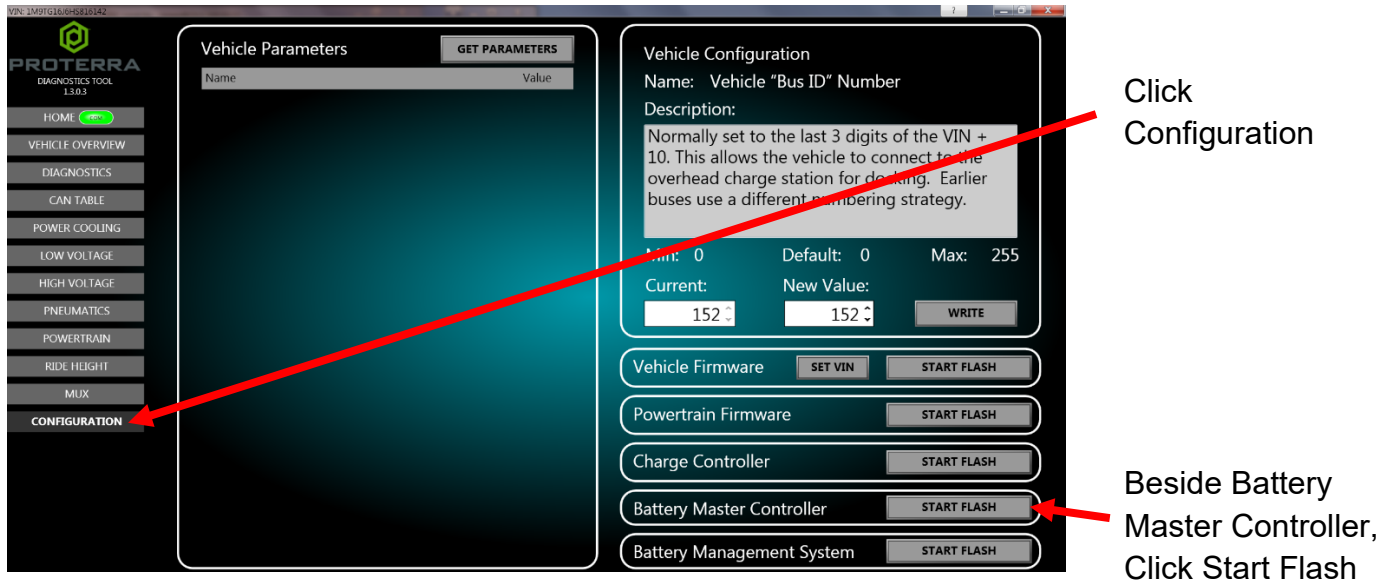 VIN: 1M9TG16J6HS816142
?
PROTERRA
DIAGNOSTICS TOOL
1.3.0.3
HOME
VEHICLE OVERVIEW
DIAGNOSTICS
CAN TABLE
POWER COOLING
LOW VOLTAGE
HIGH VOLTAGE
PNEUMATICS
POWERTRAIN
RIDE HEIGHT
MUX
CONFIGURATION
Vehicle Parameters
GET PARAMETERS
Name Value
Vehicle Configuration
Name: Vehicle "Bus ID" Number
Description:
Normally set to the last 3 digits of the VIN +
10. This allows the vehicle to connect to the
overhead charge station for docking. Earlier
buses use a different numbering strategy.
Min: 0 Default: 0 Max: 255
Current: New Value:
152 152 WRITE
Vehicle Firmware SET VIN START FLASH
Powertrain Firmware START FLASH
Charge Controller START FLASH
Battery Master Controller START FLASH
Battery Management System START FLASH
Click
Configuration
Beside Battery
Master Controller,
Click Start Flash